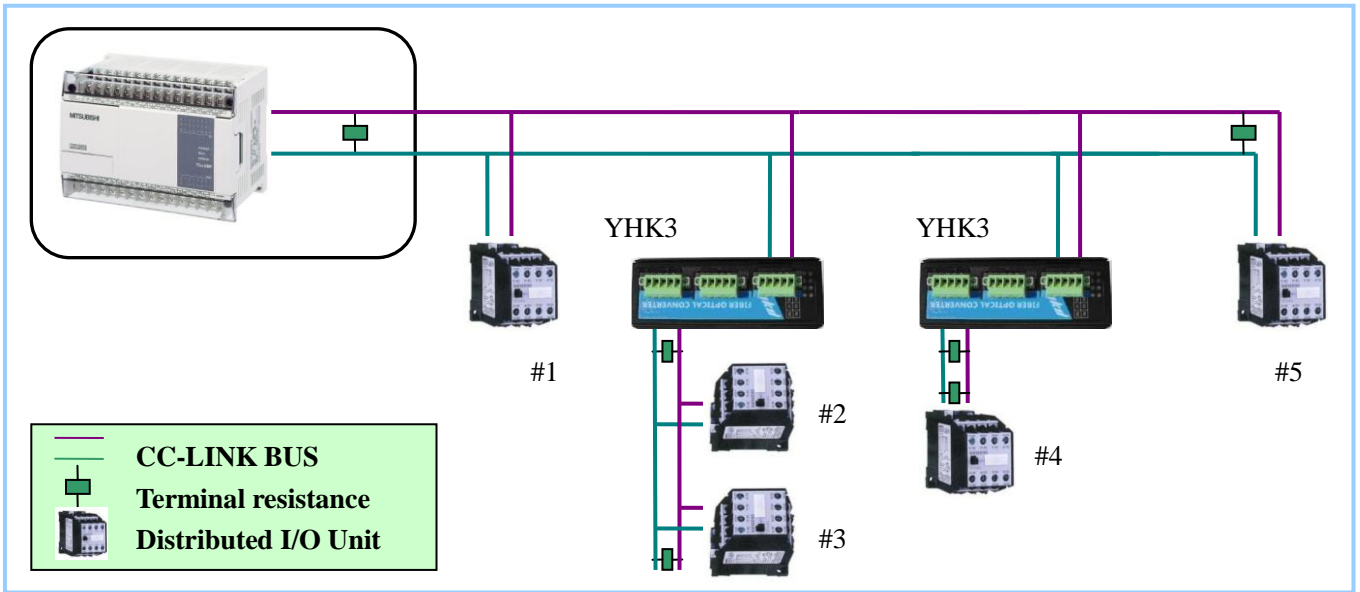 MITSUBISHI
YHK3
YHK3
FIBER OPTICAL CONVERTER
FIBER OPTICAL CONVERTER
#1
#2
#3
#4
#5
CC-LINK BUS
Terminal resistance
Distributed I/O Unit